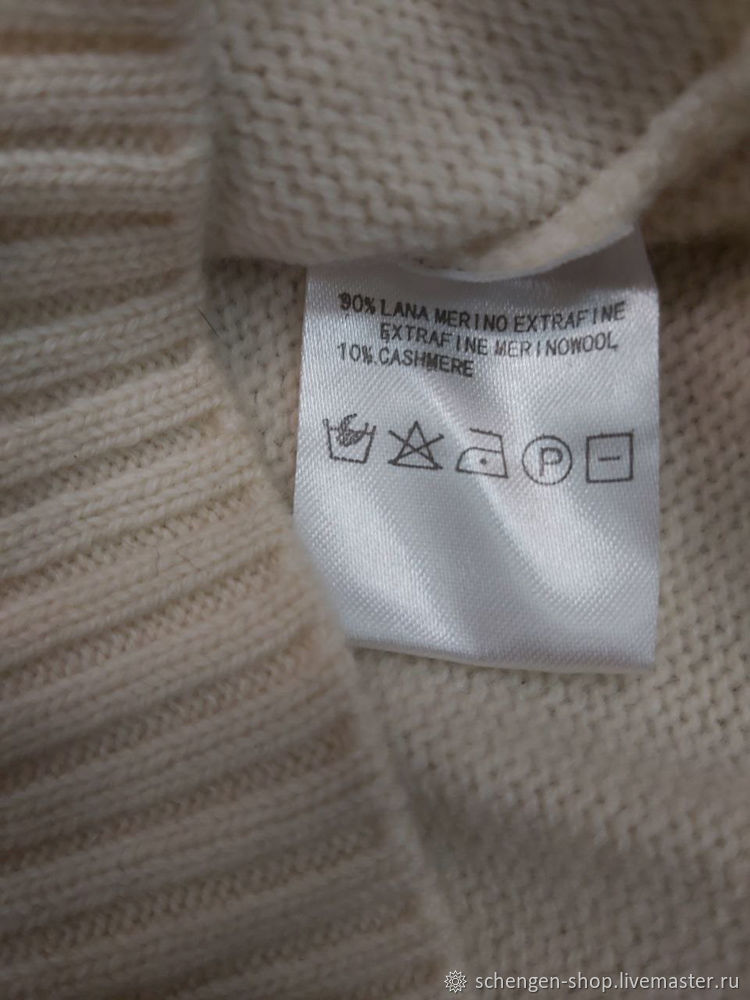 90% LANA MERINO EXTRAFINE
EXTRAFINE MERINOWOOL
10% CASHMERE
P
schengen-shop.livemaster.ru